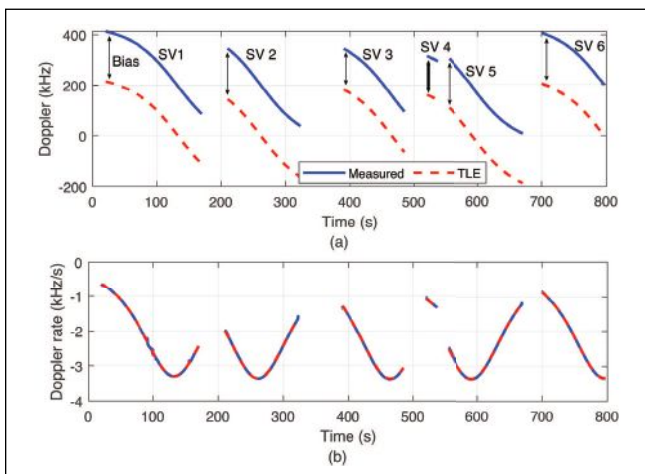 400
200
0
-200
Doppler (kHz)
Bias
SV1
SV 2
SV 3
SV 4
SV 5
SV 6
Measured
TLE
0 100 200 300 400 500 600 700 800
Time (s)
(a)
0
-1
-2
-3
-4
Doppler rate (kHz/s)
0 100 200 300 400 500 600 700 800
Time (s)
(b)